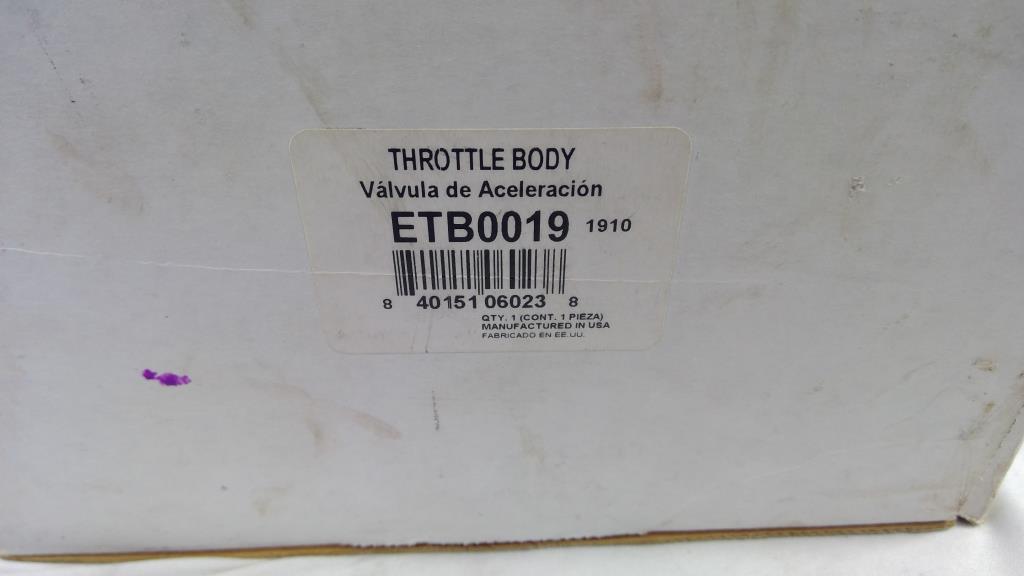 THROTTLE BODY
Válvula de Aceleración
ETB0019 1910
8 40151 06023 8
QTY. 1 (CONT. 1 PIEZA)
MANUFACTURED IN USA
FABRICADO EN EE.UU.